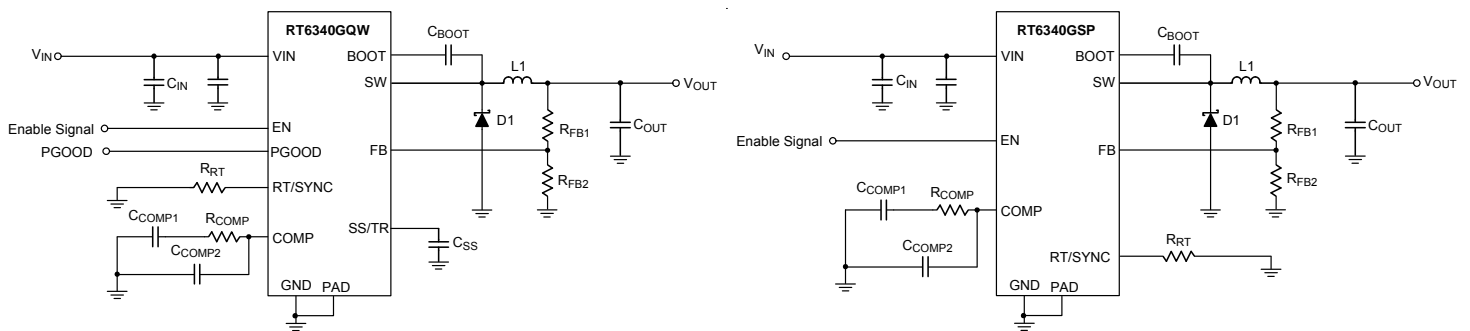 RT6340GQW
VIN
CIN
VIN
BOOT
CBOOT
SW
L1
VOUT
D1
RFB1
COUT
Enable Signal
EN
PGOOD
PGOOD
FB
RFB2
RRT
RT/SYNC
CCOMP1
RCOMP
COMP
CCOMP2
SS/TR
CSS
GND
PAD
RT6340GSP
VIN
CIN
VIN
BOOT
CBOOT
SW
L1
VOUT
D1
RFB1
COUT
Enable Signal
EN
FB
RFB2
CCOMP1
RCOMP
COMP
CCOMP2
RT/SYNC
RRT
GND
PAD